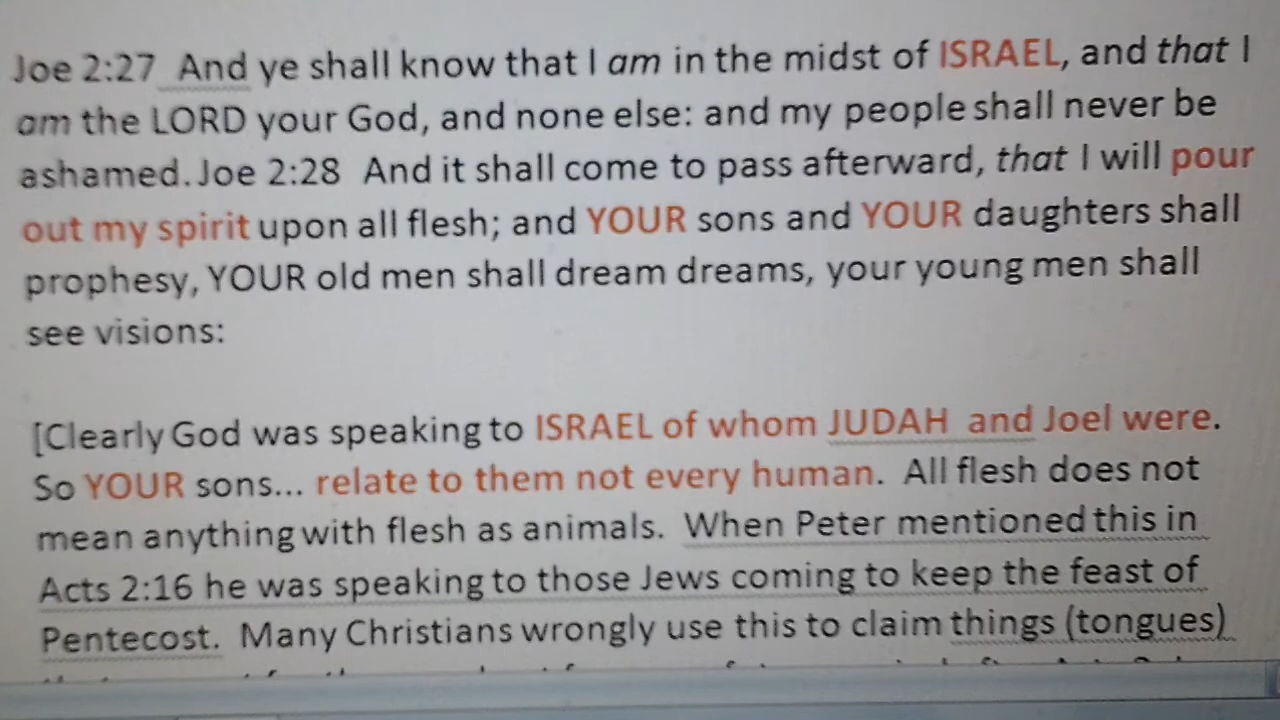 Joe 2:27 And ye shall know that I am in the midst of ISRAEL, and that I
am the LORD your God, and none else: and my people shall never be
ashamed. Joe 2:28 And it shall come to pass afterward, that I will pour
out my spirit upon all flesh; and YOUR sons and YOUR daughters shall
prophesy, YOUR old men shall dream dreams, your young men shall
see visions:
[Clearly God was speaking to ISRAEL of whom JUDAH and Joel were.
So YOUR sons... relate to them not every human. All flesh does not
mean anything with flesh as animals. When Peter mentioned this in
Acts 2:16 he was speaking to those Jews coming to keep the feast of
Pentecost. Many Christians wrongly use this to claim things (tongues)